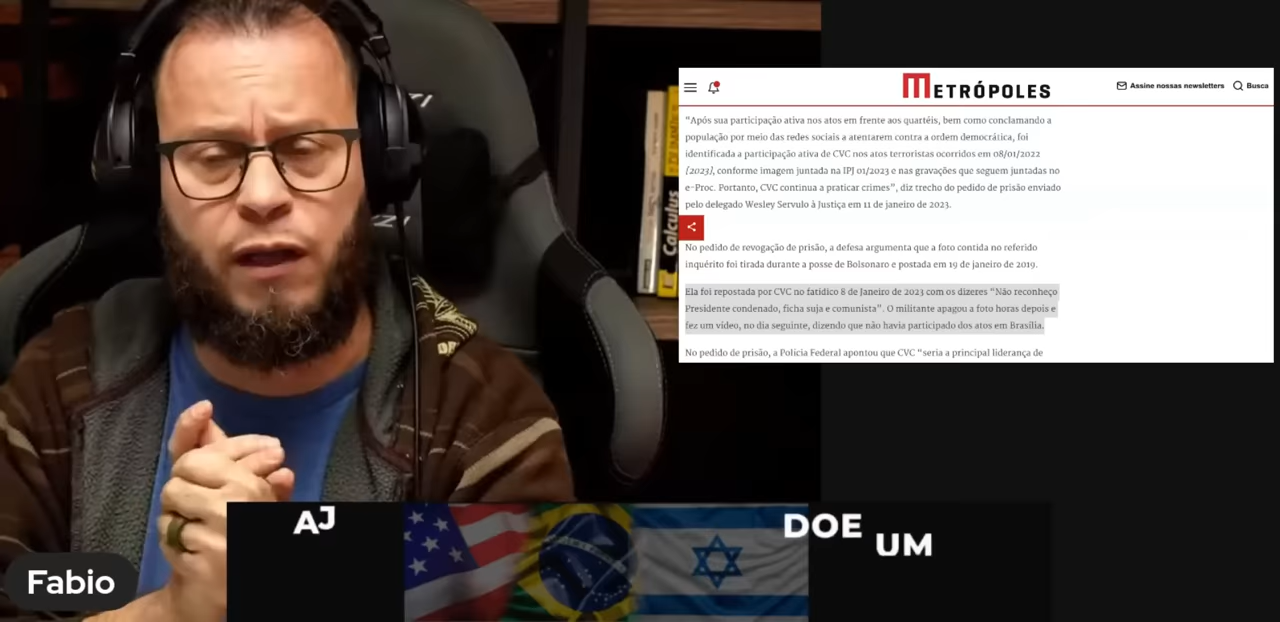 METRÓPOLES
Assine nossas newsletters
Busca
“Após sua participação ativa nos atos em frente aos quartéis, bem como conclamando a
população por meio das redes sociais a atentarem contra a ordem democrática, foi
identificada a participação ativa de CVC nos atos terroristas ocorridos em 08/01/2022
[2023], conforme imagem juntada na IPJ 01/2023 e nas gravações que seguem juntadas no
e-Proc. Portanto, CVC continua a praticar crimes”, diz trecho do pedido de prisão enviado
pelo delegado Wesley Servulo à Justiça em 11 de janeiro de 2023.
No pedido de revogação de prisão, a defesa argumenta que a foto contida no referido
inquérito foi tirada durante a posse de Bolsonaro e postada em 19 de janeiro de 2019.
Ela foi repostada por CVC no fatídico 8 de Janeiro de 2023 com os dizeres “Não reconheço
Presidente condenado, ficha suja e comunista”. O militante apagou a foto horas depois e
fez um vídeo, no dia seguinte, dizendo que não havia participado dos atos em Brasília.
No pedido de prisão, a Polícia Federal apontou que CVC “seria a principal liderança de
Calculus
AJ
DOE
UM
Fabio